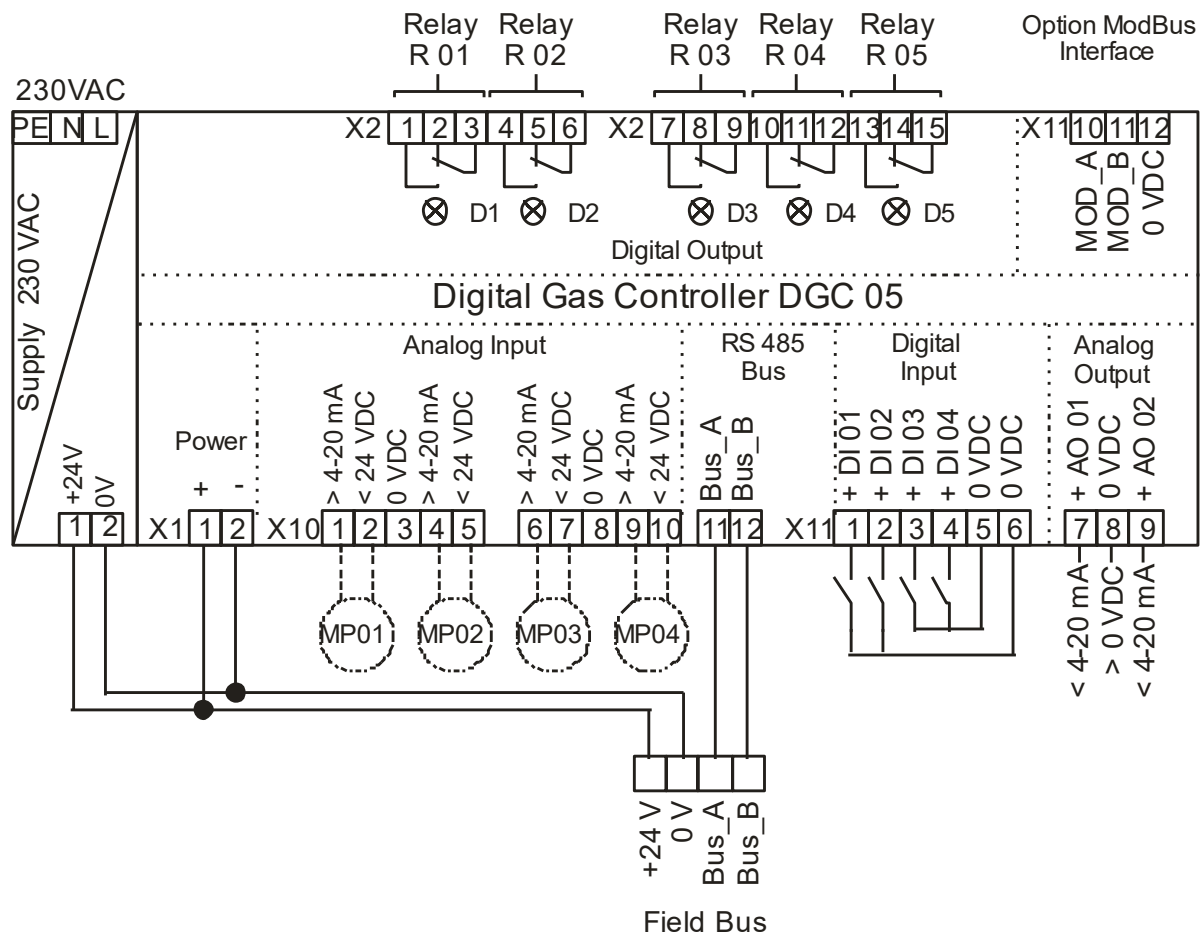 Relay Relay Relay Relay Relay Option ModBus
R 01 R 02 R 03 R 04 R 05 Interface
230VAC
PE N L X2 1 2 3 4 5 6 X2 7 8 9 10 11 12 13 14 15 X11 10 11 12
MOD_A
MOD_B
0 VDC
D1 D2 D3 D4 D5
Digital Output
Supply 230 VAC
Digital Gas Controller DGC 05
Analog Input RS 485 Digital Analog
Bus Input Output
Power
+ -
+24V
0V
> 4-20 mA
< 24 VDC
0 VDC
> 4-20 mA
< 24 VDC
> 4-20 mA
< 24 VDC
0 VDC
> 4-20 mA
< 24 VDC
Bus_A
Bus_B
+ DI 01
+ DI 02
+ DI 03
+ DI 04
0 VDC
0 VDC
+ AO 01
0 VDC
+ AO 02
1 2 X1 1 2 X10 1 2 3 4 5 6 7 8 9 10 11 12 X11 1 2 3 4 5 6 7 8 9
MP01 MP02 MP03 MP04
< 4-20 mA
> 0 VDC
< 4-20 mA
+24 V
0 V
Bus_A
Bus_B
Field Bus